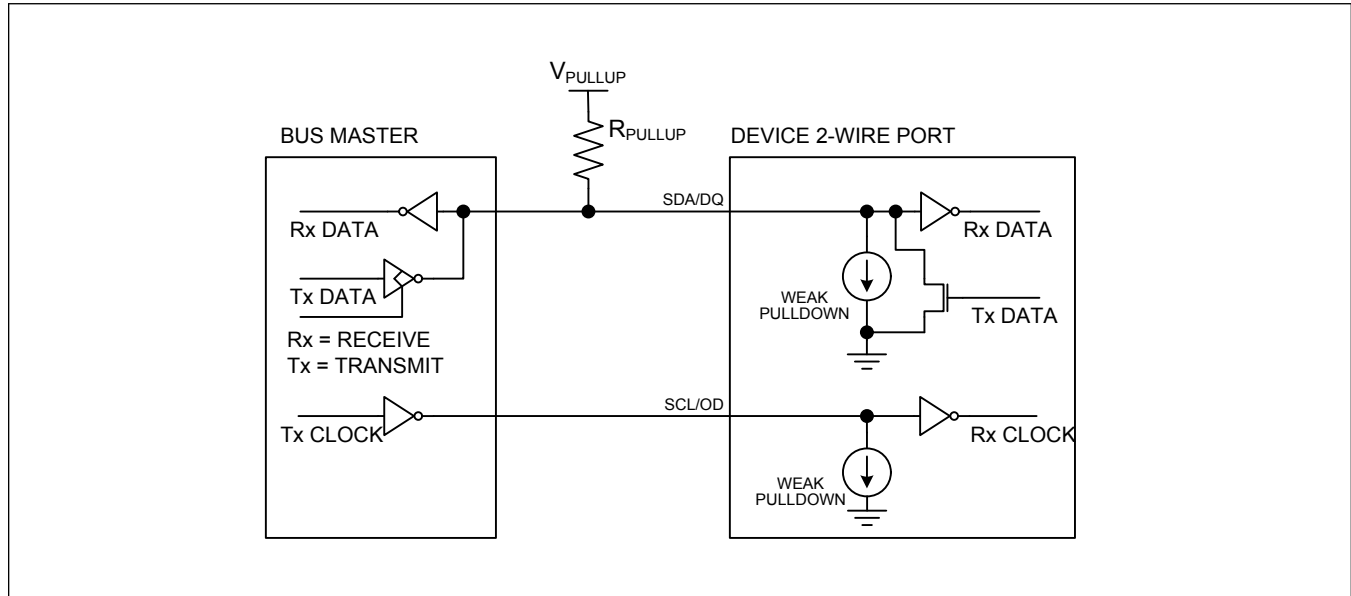 VPULLUP
RPULLUP
BUS MASTER
DEVICE 2-WIRE PORT
SDA/DQ
Rx DATA
Rx DATA
Tx DATA
WEAK
PULLDOWN
Tx DATA
Rx = RECEIVE
Tx = TRANSMIT
SCL/OD
Tx CLOCK
Rx CLOCK
WEAK
PULLDOWN